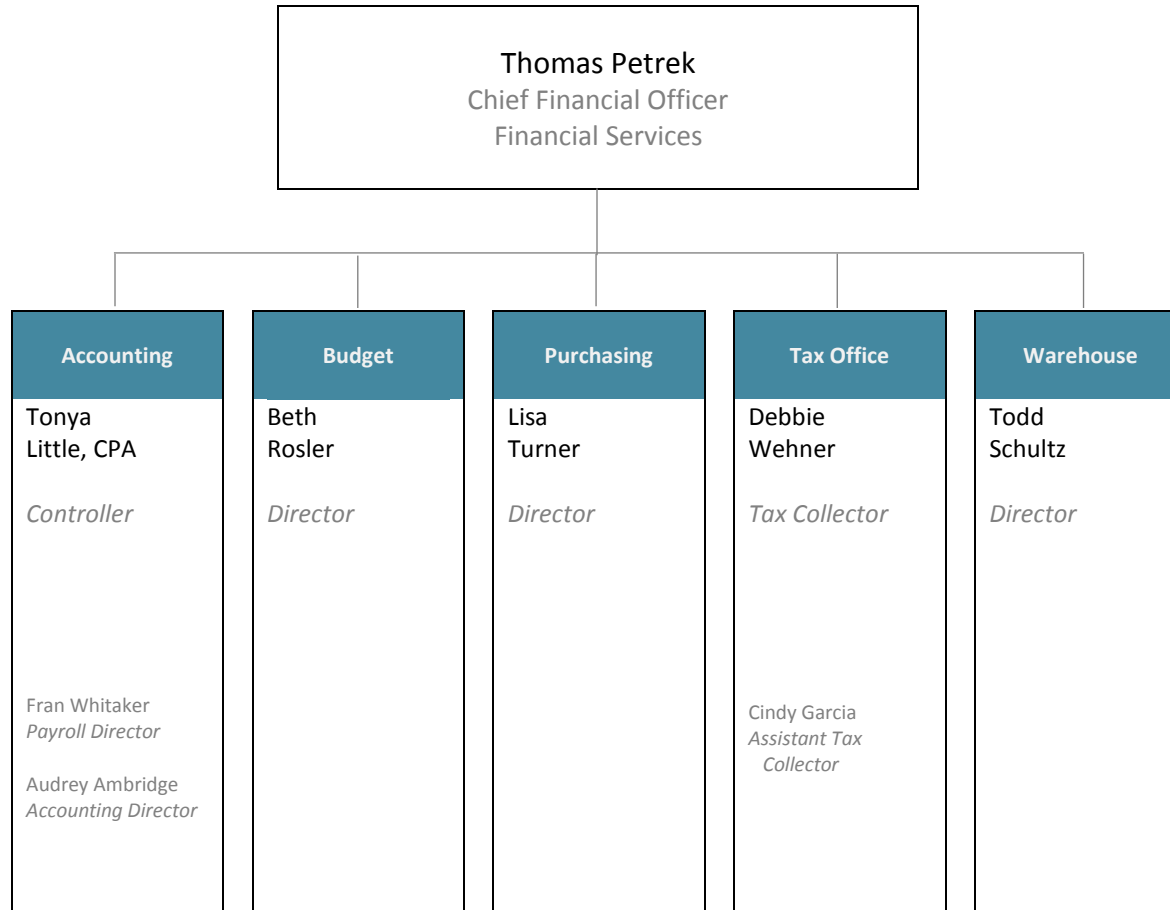 Thomas Petrek
Chief Financial Officer
Financial Services
Accounting
Tonya
Little, CPA
Controller
Fran Whitaker
Payroll Director
Audrey Ambridge
Accounting Director
Budget
Beth
Rosler
Director
Purchasing
Lisa
Turner
Director
Tax Office
Debbie
Wehner
Tax Collector
Cindy Garcia
Assistant Tax
Collector
Warehouse
Todd
Schultz
Director